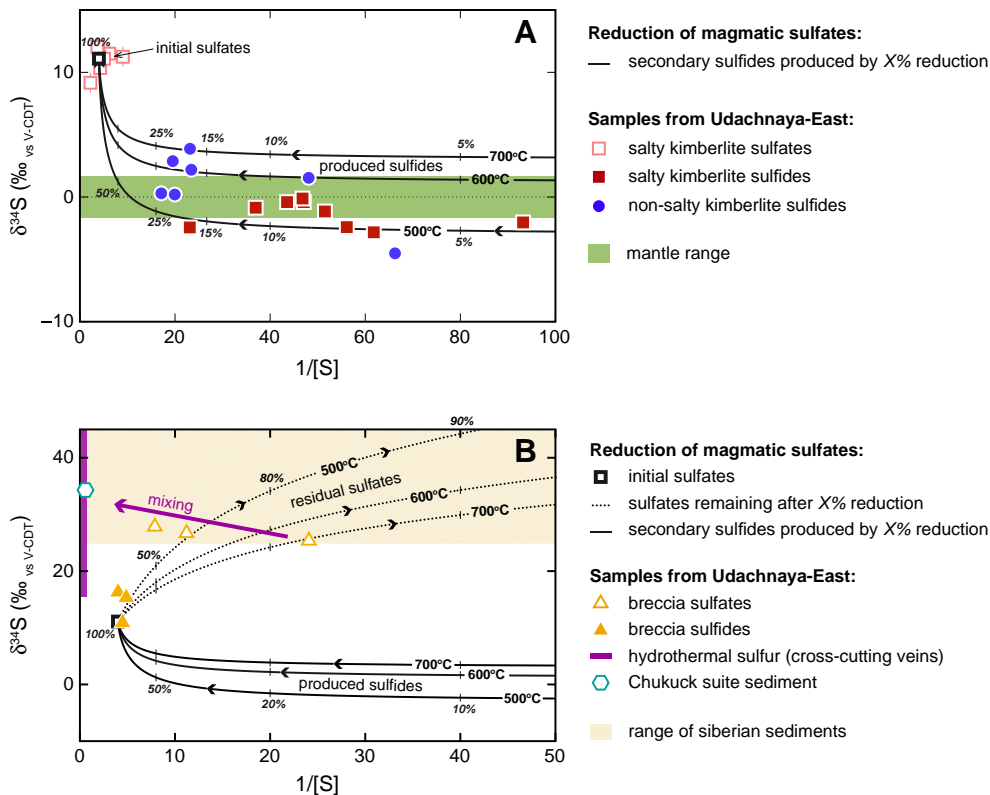 A
100%
initial sulfates
10
0
−10
δ³⁴S (‰ vs V-CDT)
25%
15%
10%
5%
700°C
produced sulfides
600°C
50%
25%
15%
10%
500°C
5%
0 20 40 60 80 100
1/[S]
Reduction of magmatic sulfates:
secondary sulfides produced by X% reduction
Samples from Udachnaya-East:
salty kimberlite sulfates
salty kimberlite sulfides
non-salty kimberlite sulfides
mantle range
B
90%
40
20
0
δ³⁴S (‰ vs V-CDT)
500°C
80%
residual sulfates
mixing
600°C
700°C
50%
100%
700°C
produced sulfides
600°C
50%
20%
10%
500°C
0 10 20 30 40 50
1/[S]
Reduction of magmatic sulfates:
initial sulfates
sulfates remaining after X% reduction
secondary sulfides produced by X% reduction
Samples from Udachnaya-East:
breccia sulfates
breccia sulfides
hydrothermal sulfur (cross-cutting veins)
Chukuck suite sediment
range of siberian sediments